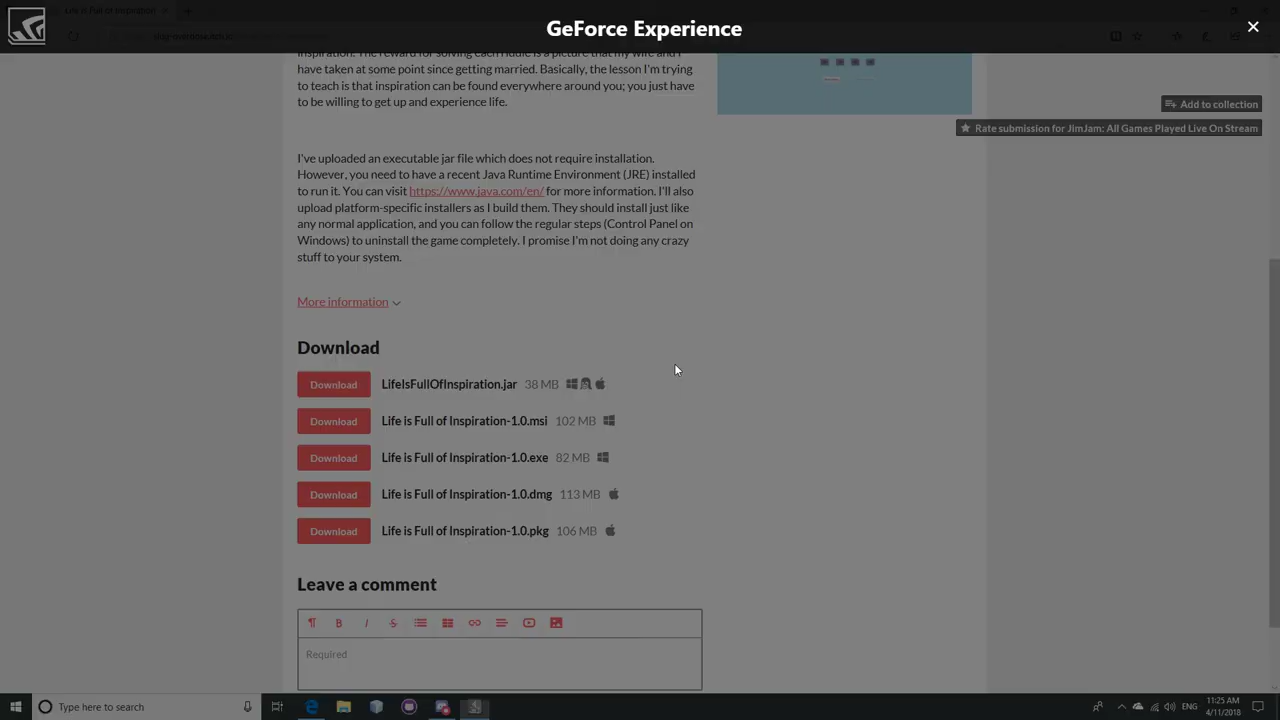 Life is Full of Inspiration
GeForce Experience
inspiration. The reward for solving each riddle is a picture that my wife and I
have taken at some point since getting married. Basically, the lesson I'm trying
to teach is that inspiration can be found everywhere around you; you just have
to be willing to get up and experience life.
Add to collection
Rate submission for JimJam: All Games Played Live On Stream
I've uploaded an executable jar file which does not require installation.
However, you need to have a recent Java Runtime Environment (JRE) installed
to run it. You can visit https://www.java.com/en/ for more information. I'll also
upload platform-specific installers as I build them. They should install just like
any normal application, and you can follow the regular steps (Control Panel on
Windows) to uninstall the game completely. I promise I'm not doing any crazy
stuff to your system.
More information
Download
Download LifeIsFullOfInspiration.jar 38 MB
Download Life is Full of Inspiration-1.0.msi 102 MB
Download Life is Full of Inspiration-1.0.exe 82 MB
Download Life is Full of Inspiration-1.0.dmg 113 MB
Download Life is Full of Inspiration-1.0.pkg 106 MB
Leave a comment
B I S
Required
Type here to search
ENG
11:25 AM
4/11/2018